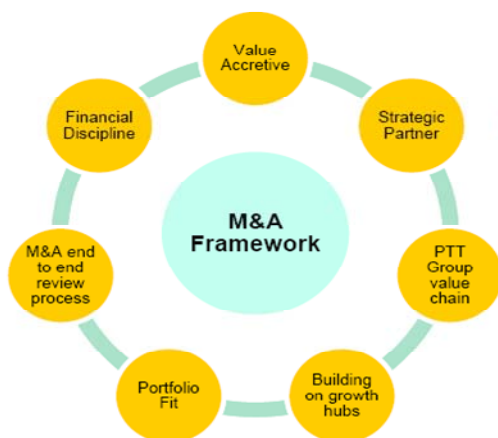 Value
Accretive
Strategic
Partner
PTT
Group
value
chain
Building
on growth
hubs
Portfolio
Fit
M&A end
to end
review
process
Financial
Discipline
M&A
Framework